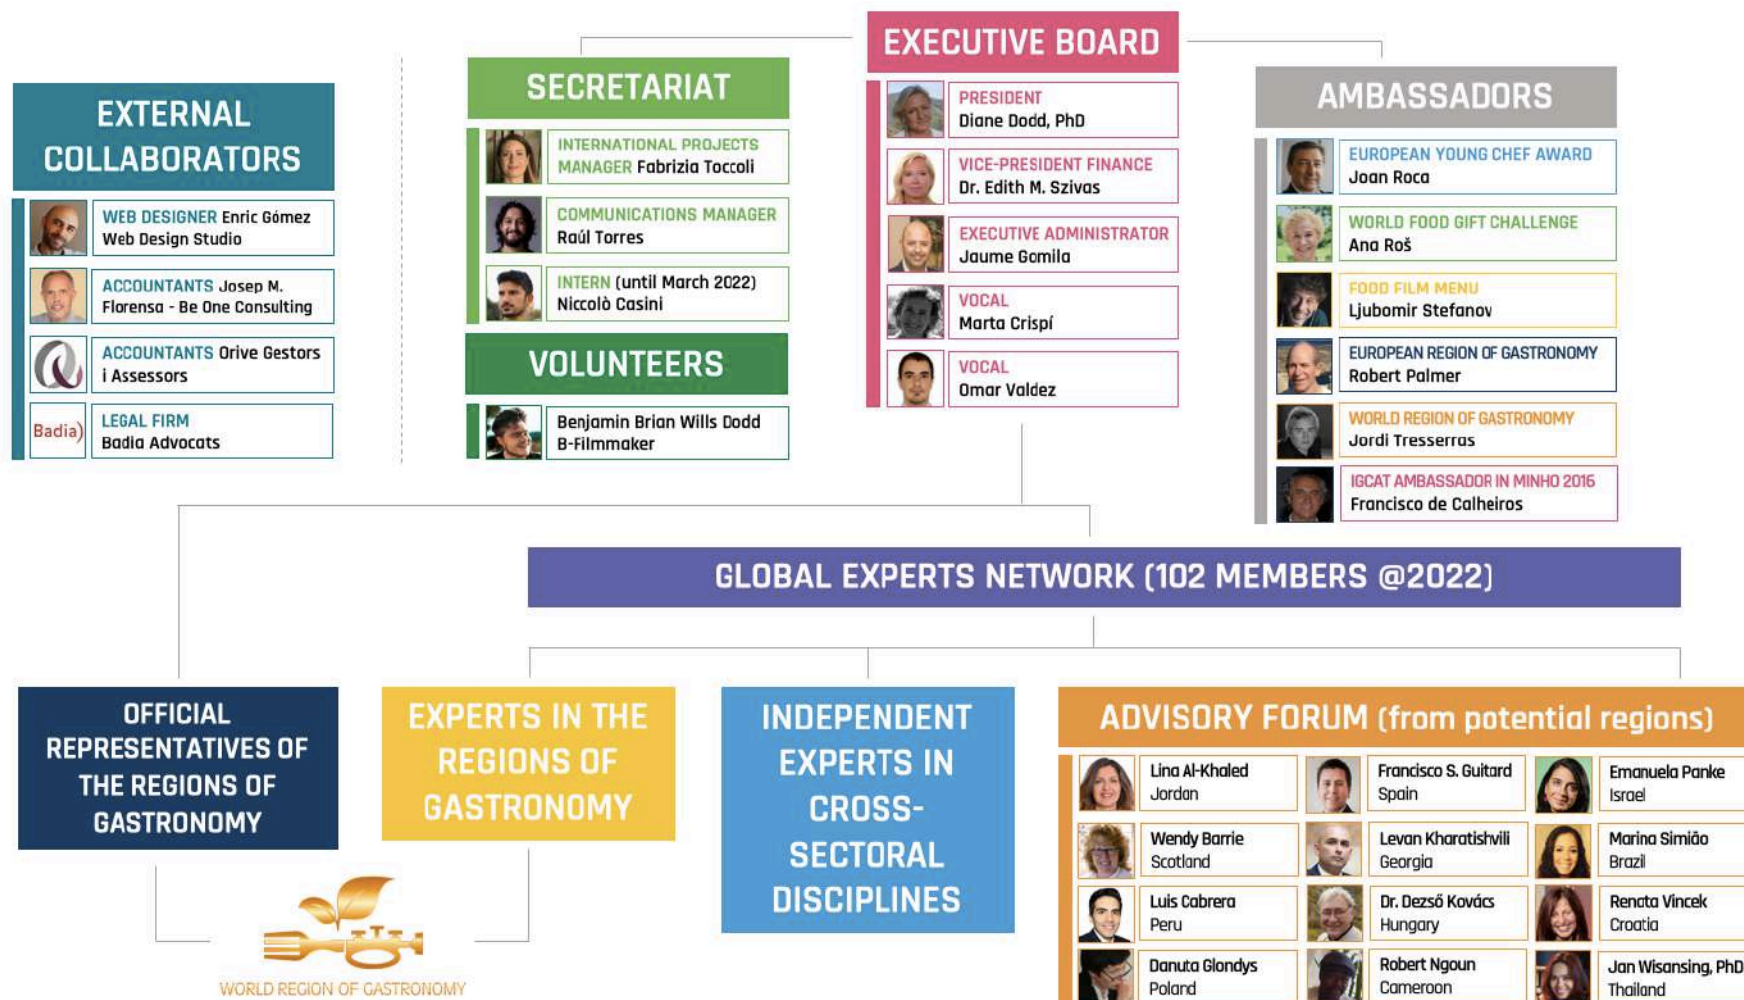 EXECUTIVE BOARD
PRESIDENT
Diane Dodd, PhD
VICE-PRESIDENT FINANCE
Dr. Edith M. Szivas
EXECUTIVE ADMINISTRATOR
Jaume Gomila
VOCAL
Marta Crispí
VOCAL
Omar Valdez
EXTERNAL
COLLABORATORS
WEB DESIGNER Enric Gómez
Web Design Studio
ACCOUNTANTS Josep M.
Florensa - Be One Consulting
ACCOUNTANTS Orive Gestors
i Assessors
Badia)
LEGAL FIRM
Badia Advocats
SECRETARIAT
INTERNATIONAL PROJECTS
MANAGER Fabrizia Toccoli
COMMUNICATIONS MANAGER
Raúl Torres
INTERN (until March 2022)
Niccolò Casini
VOLUNTEERS
Benjamin Brian Wills Dodd
B-Filmmaker
AMBASSADORS
EUROPEAN YOUNG CHEF AWARD
Joan Roca
WORLD FOOD GIFT CHALLENGE
Ana Roš
FOOD FILM MENU
Ljubomir Stefanov
EUROPEAN REGION OF GASTRONOMY
Robert Palmer
WORLD REGION OF GASTRONOMY
Jordi Tresserras
IGCAT AMBASSADOR IN MINHO 2016
Francisco de Calheiros
GLOBAL EXPERTS NETWORK (102 MEMBERS @2022)
OFFICIAL
REPRESENTATIVES OF
THE REGIONS OF
GASTRONOMY
EXPERTS IN THE
REGIONS OF
GASTRONOMY
WORLD REGION OF GASTRONOMY
INDEPENDENT
EXPERTS IN
CROSS-
SECTORAL
DISCIPLINES
ADVISORY FORUM (from potential regions)
Lina Al-Khaled
Jordan
Francisco S. Guitard
Spain
Emanuela Panke
Israel
Wendy Barrie
Scotland
Levan Kharatishvili
Georgia
Marina Simião
Brazil
Luis Cabrera
Peru
Dr. Dezső Kovács
Hungary
Renata Vincek
Croatia
Danuta Glondys
Poland
Robert Ngoun
Cameroon
Jan Wisansing, PhD
Thailand